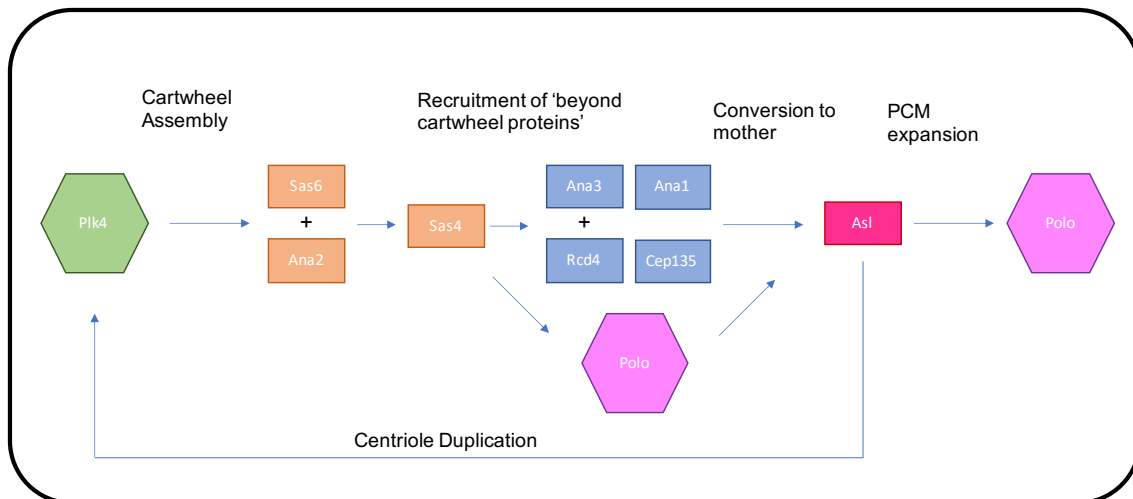 Cartwheel
Assembly
Recruitment of ‘beyond
cartwheel proteins’
Conversion to
mother
PCM
expansion
Plk4
Sas6
+
Ana2
Sas4
Ana3
Ana1
+
Rcd4
Cep135
Asl
Polo
Polo
Centriole Duplication